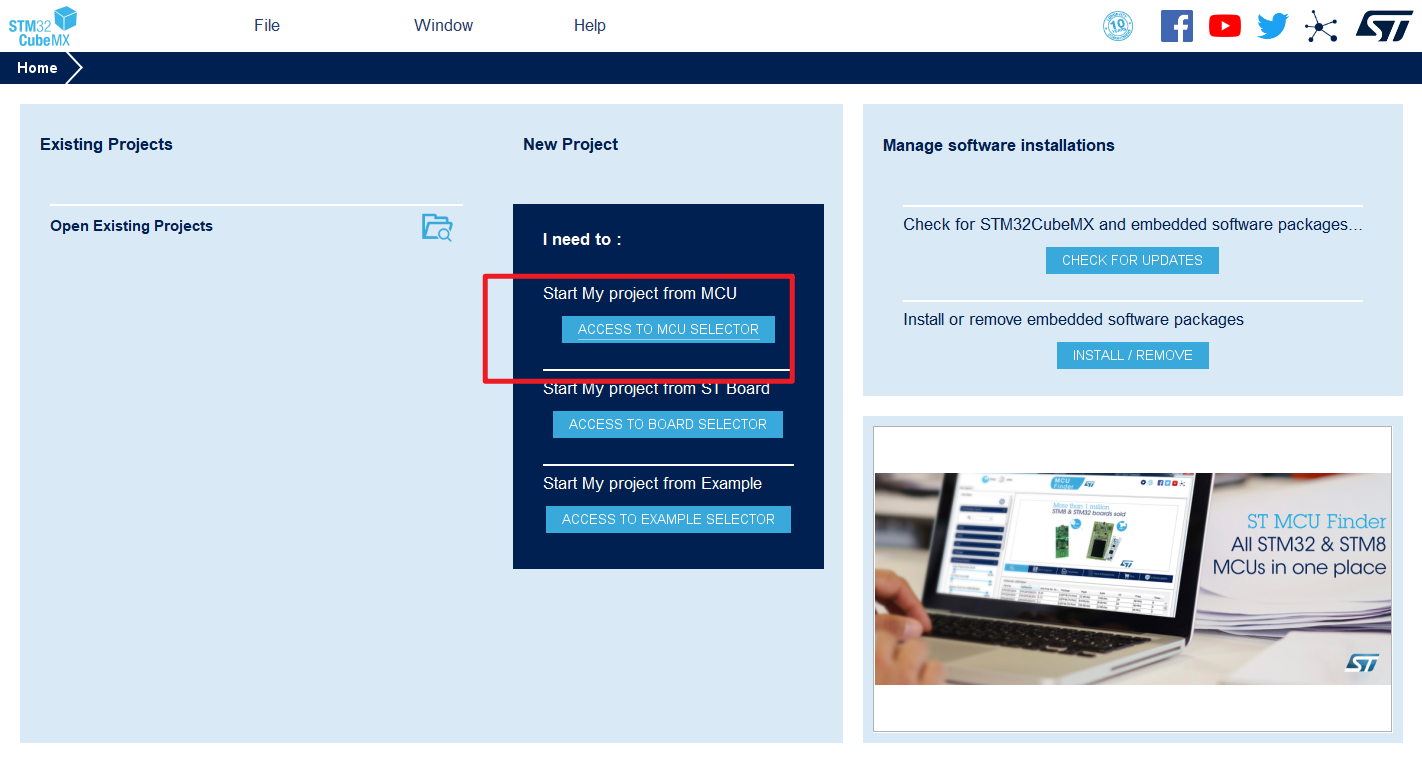 STM32
CubeMX
File
Window
Help
10
Home
Existing Projects
Open Existing Projects
New Project
I need to :
Start My project from MCU
ACCESS TO MCU SELECTOR
Start My project from ST Board
ACCESS TO BOARD SELECTOR
Start My project from Example
ACCESS TO EXAMPLE SELECTOR
Manage software installations
Check for STM32CubeMX and embedded software packages...
CHECK FOR UPDATES
Install or remove embedded software packages
INSTALL / REMOVE
MCU
Finder
More than 1 million
STM8 & STM32 boards sold
ST MCU Finder
All STM32 & STM8
MCUs in one place